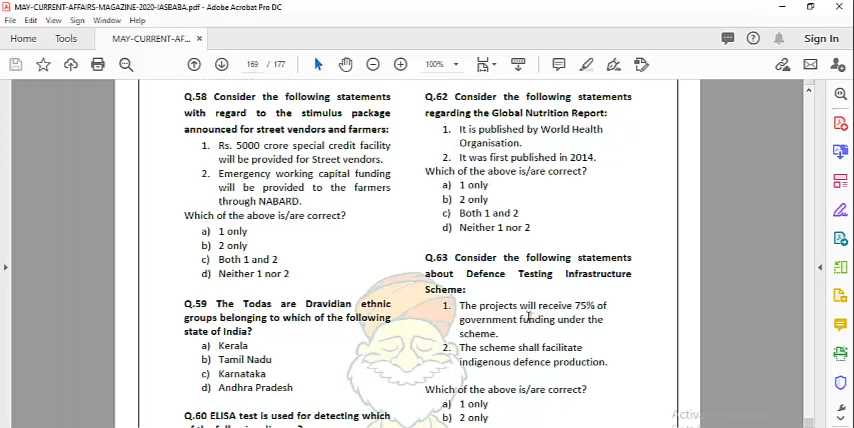 MAY-CURRENT-AFFAIRS-MAGAZINE-2020-IASBABA.pdf - Adobe Acrobat Pro DC
File Edit View Sign Window Help
Home Tools MAY-CURRENT-AF... × Sign In
169 / 177 100%
Q.58 Consider the following statements
with regard to the stimulus package
announced for street vendors and farmers:
1. Rs. 5000 crore special credit facility
will be provided for Street vendors.
2. Emergency working capital funding
will be provided to the farmers
through NABARD.
Which of the above is/are correct?
a) 1 only
b) 2 only
c) Both 1 and 2
d) Neither 1 nor 2
Q.59 The Todas are Dravidian ethnic
groups belonging to which of the following
state of India?
a) Kerala
b) Tamil Nadu
c) Karnataka
d) Andhra Pradesh
Q.60 ELISA test is used for detecting which
Q.62 Consider the following statements
regarding the Global Nutrition Report:
1. It is published by World Health
Organisation.
2. It was first published in 2014.
Which of the above is/are correct?
a) 1 only
b) 2 only
c) Both 1 and 2
d) Neither 1 nor 2
Q.63 Consider the following statements
about Defence Testing Infrastructure
Scheme:
1. The projects will receive 75% of
government funding under the
scheme.
2. The scheme shall facilitate
indigenous defence production.
Which of the above is/are correct?
a) 1 only
b) 2 only